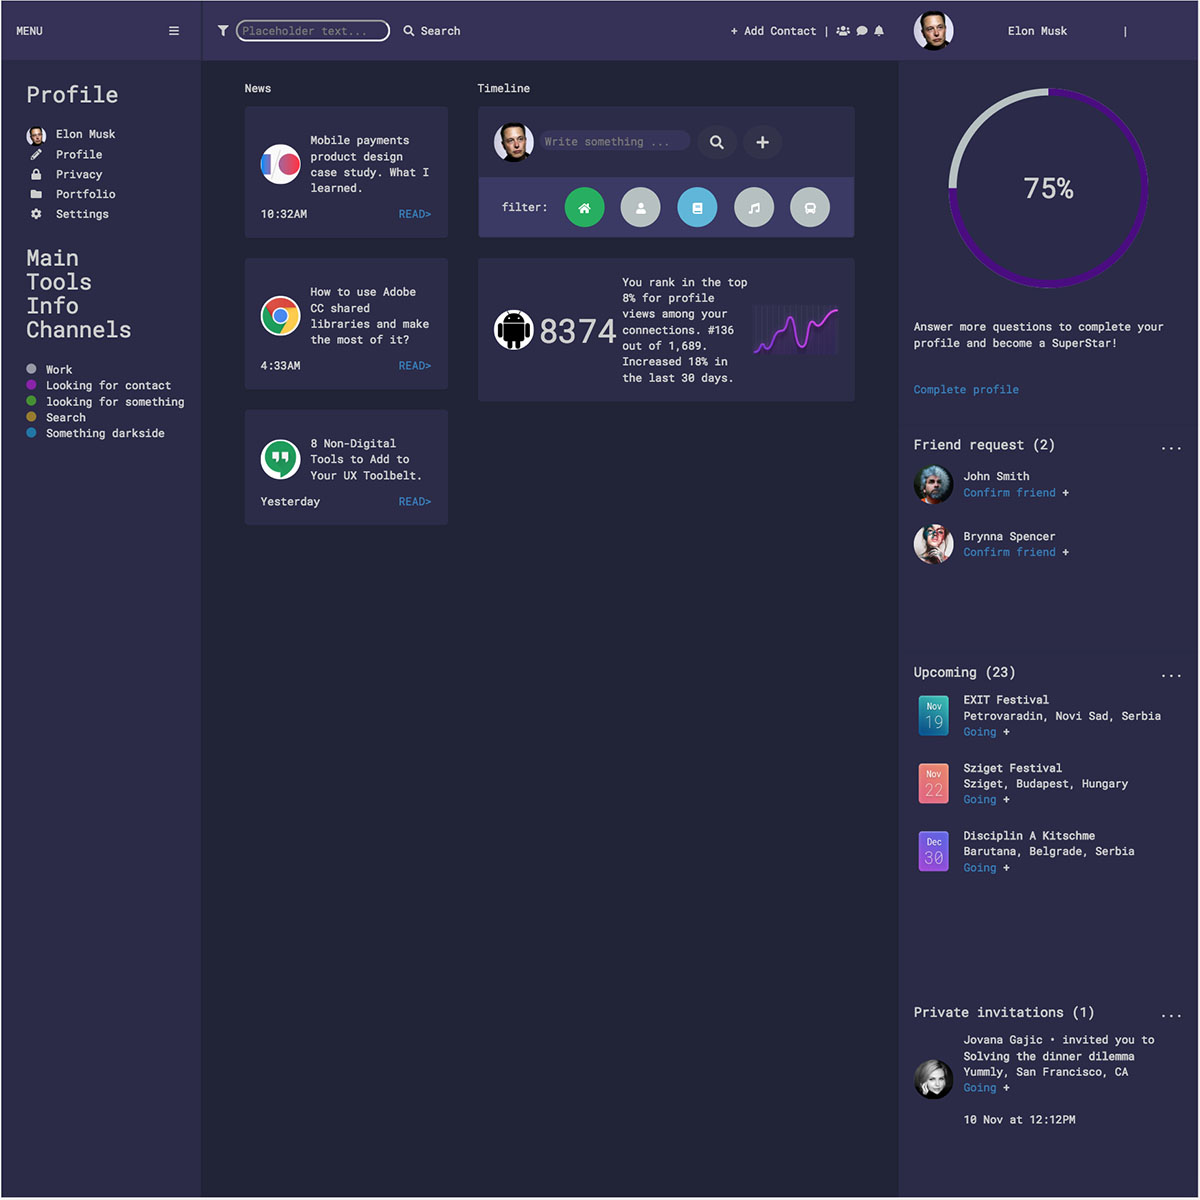 MENU
Placeholder text...
Search
+ Add Contact |
Elon Musk
|
Profile
Elon Musk
Profile
Privacy
Portfolio
Settings
Main
Tools
Info
Channels
Work
Looking for contact
looking for something
Search
Something darkside
News
Mobile payments
product design
case study. What I
learned.
10:32AM
READ>
How to use Adobe
CC shared
libraries and make
the most of it?
4:33AM
READ>
8 Non-Digital
Tools to Add to
Your UX Toolbelt.
Yesterday
READ>
Timeline
Write something ...
filter:
8374
You rank in the top
8% for profile
views among your
connections. #136
out of 1,689.
Increased 18% in
the last 30 days.
75%
Answer more questions to complete your
profile and become a SuperStar!
Complete profile
Friend request (2)
...
John Smith
Confirm friend +
Brynna Spencer
Confirm friend +
Upcoming (23)
...
Nov
19
EXIT Festival
Petrovaradin, Novi Sad, Serbia
Going +
Nov
22
Sziget Festival
Sziget, Budapest, Hungary
Going +
Dec
30
Disciplin A Kitschme
Barutana, Belgrade, Serbia
Going +
Private invitations (1)
...
Jovana Gajic • invited you to
Solving the dinner dilemma
Yummly, San Francisco, CA
Going +
10 Nov at 12:12PM